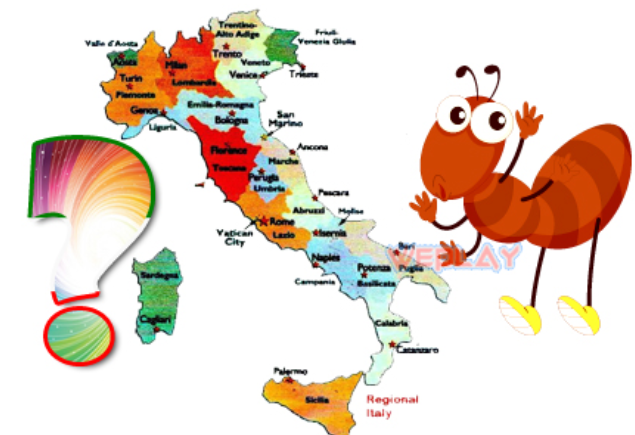 Trentino-
Alto Adige
Friuli-
Venezia Giulia
Valle d'Aosta
Aosta
Trento
Veneto
Milan
Lombardia
Venice
Trieste
Turin
Piemonte
Genoa
Emilia-Romagna
Bologna
Liguria
San
Marino
Florence
Toscana
Ancona
Marche
Perugia
Umbria
Pescara
Abruzzi
Molise
Rome
Lazio
Vatican
City
Isernia
Bari
Puglia
WEPLAY
Naples
Campania
Potenza
Basilicata
Sardegna
Cagliari
Calabria
Catanzaro
Palermo
Sicilia
Regional
Italy